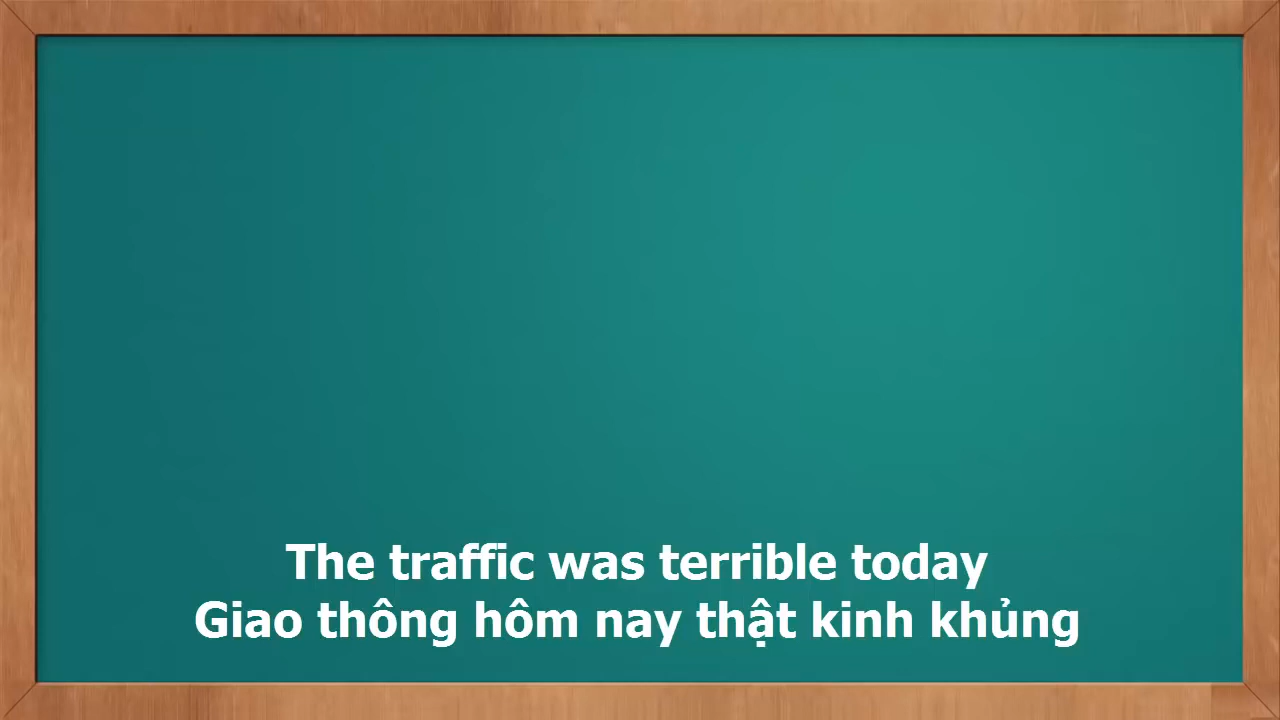 The traffic was terrible today
Giao thông hôm nay thật kinh khủng